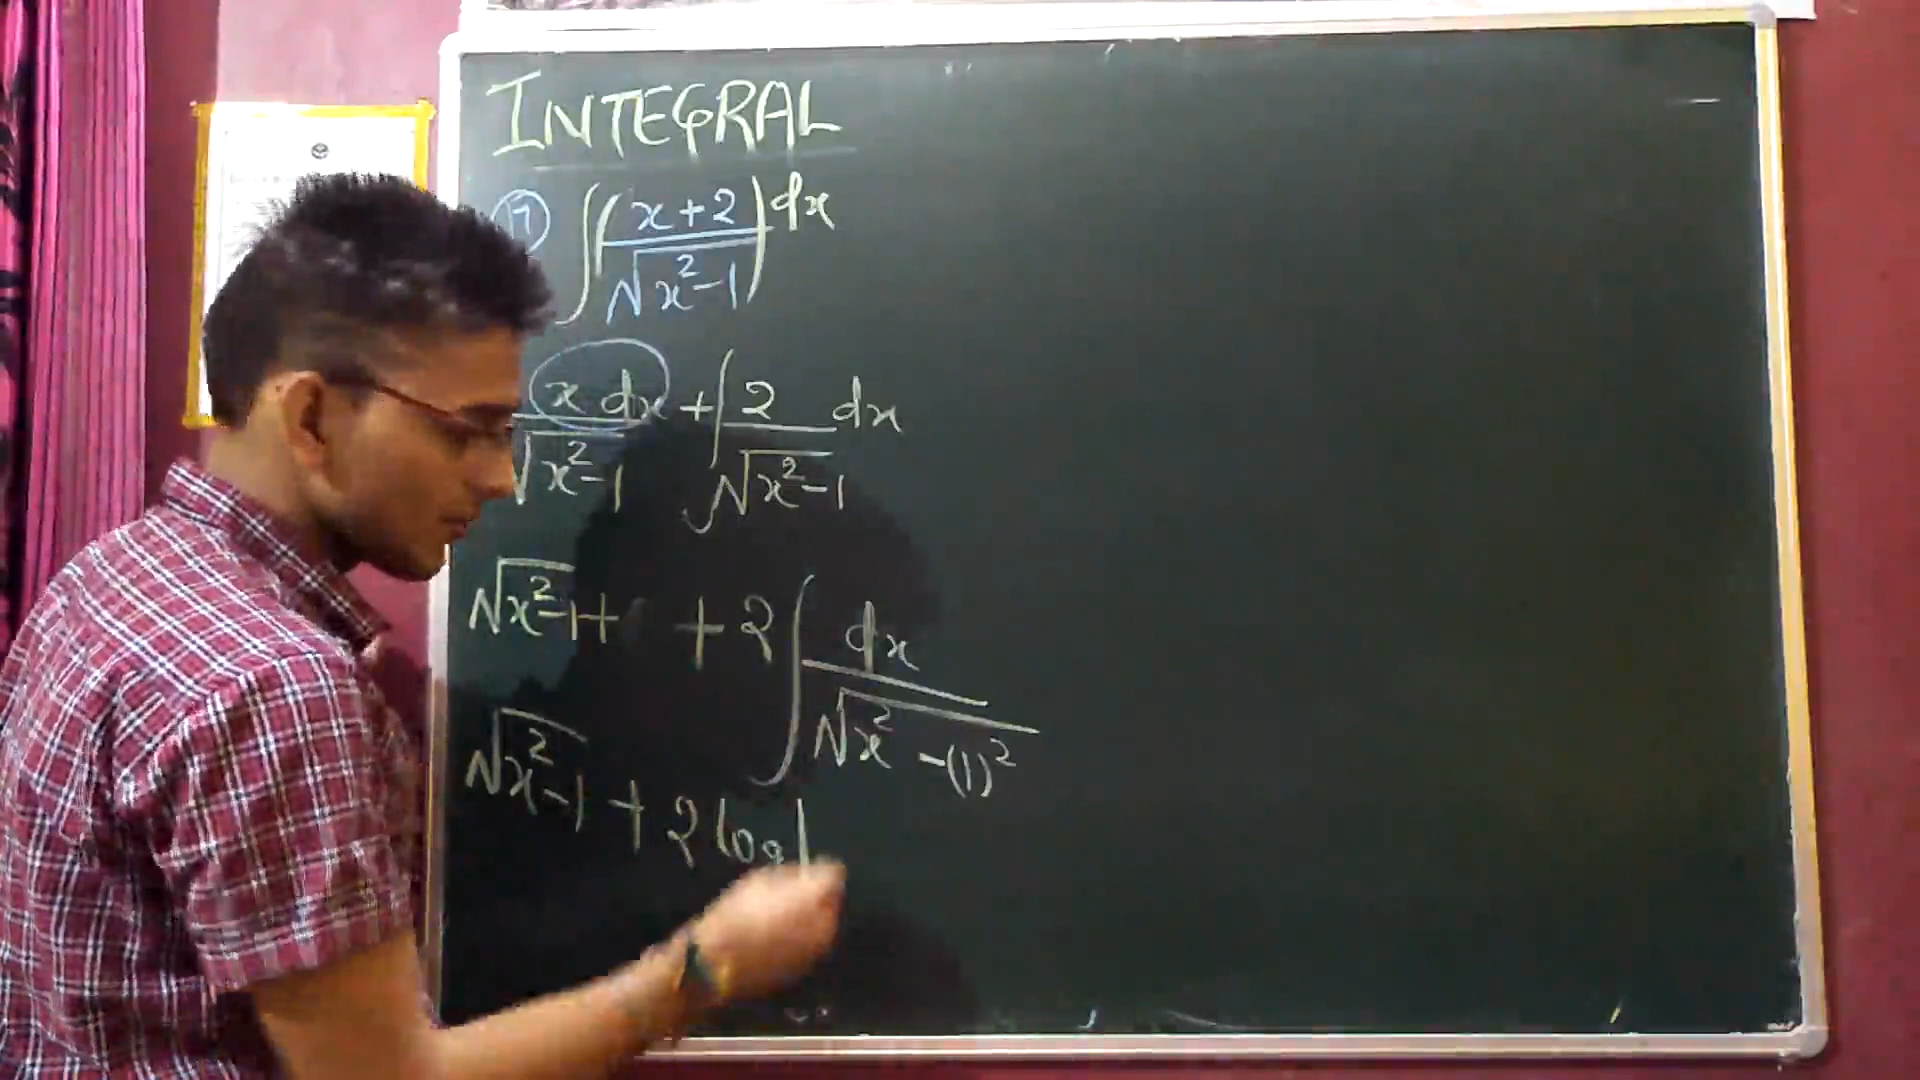 INTEGRAL
(17) ∫(x+2/√x²-1)dx
x dx/√x²-1 + ∫2/√x²-1 dx
√x²-1 + + 2∫dx/√x²-(1)²
√x²-1 + 2 log|